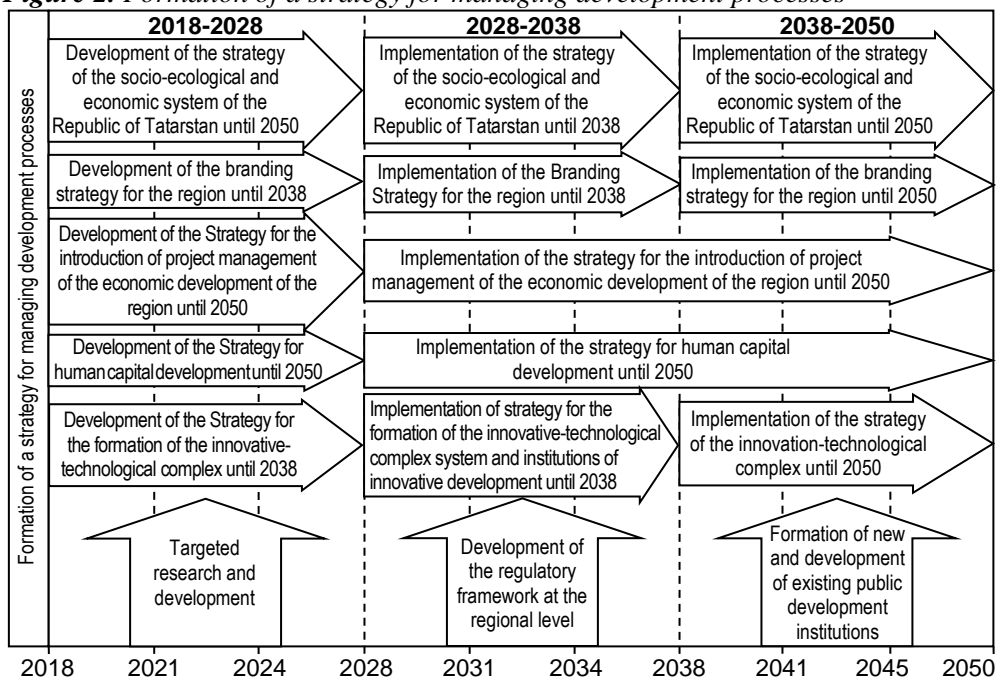 Figure 2. Formation of a strategy for managing development processes
2018-2028
2028-2038
2038-2050
Formation of a strategy for managing development processes
Development of the strategy
of the socio-ecological and
economic system of the
Republic of Tatarstan until 2050
Implementation of the strategy
of the socio-ecological and
economic system of the
Republic of Tatarstan until 2038
Implementation of the strategy
of the socio-ecological and
economic system of the
Republic of Tatarstan until 2050
Development of the branding
strategy for the region until 2038
Implementation of the Branding
Strategy for the region until 2038
Implementation of the branding
strategy for the region until 2050
Development of the Strategy for the
introduction of project management
of the economic development of the
region until 2050
Implementation of the strategy for the introduction of project
management of the economic development of the region until 2050
Development of the Strategy for
human capital development until 2050
Implementation of the strategy for human capital
development until 2050
Development of the Strategy for
the formation of the innovative-
technological complex until 2038
Implementation of strategy for the
formation of the innovative-technological
complex system and institutions of
innovative development until 2038
Implementation of the strategy
of the innovation-technological
complex until 2050
Targeted
research and
development
Development of
the regulatory
framework at the
regional level
Formation of new
and development
of existing public
development
institutions
2018 2021 2024 2028 2031 2034 2038 2041 2045 2050